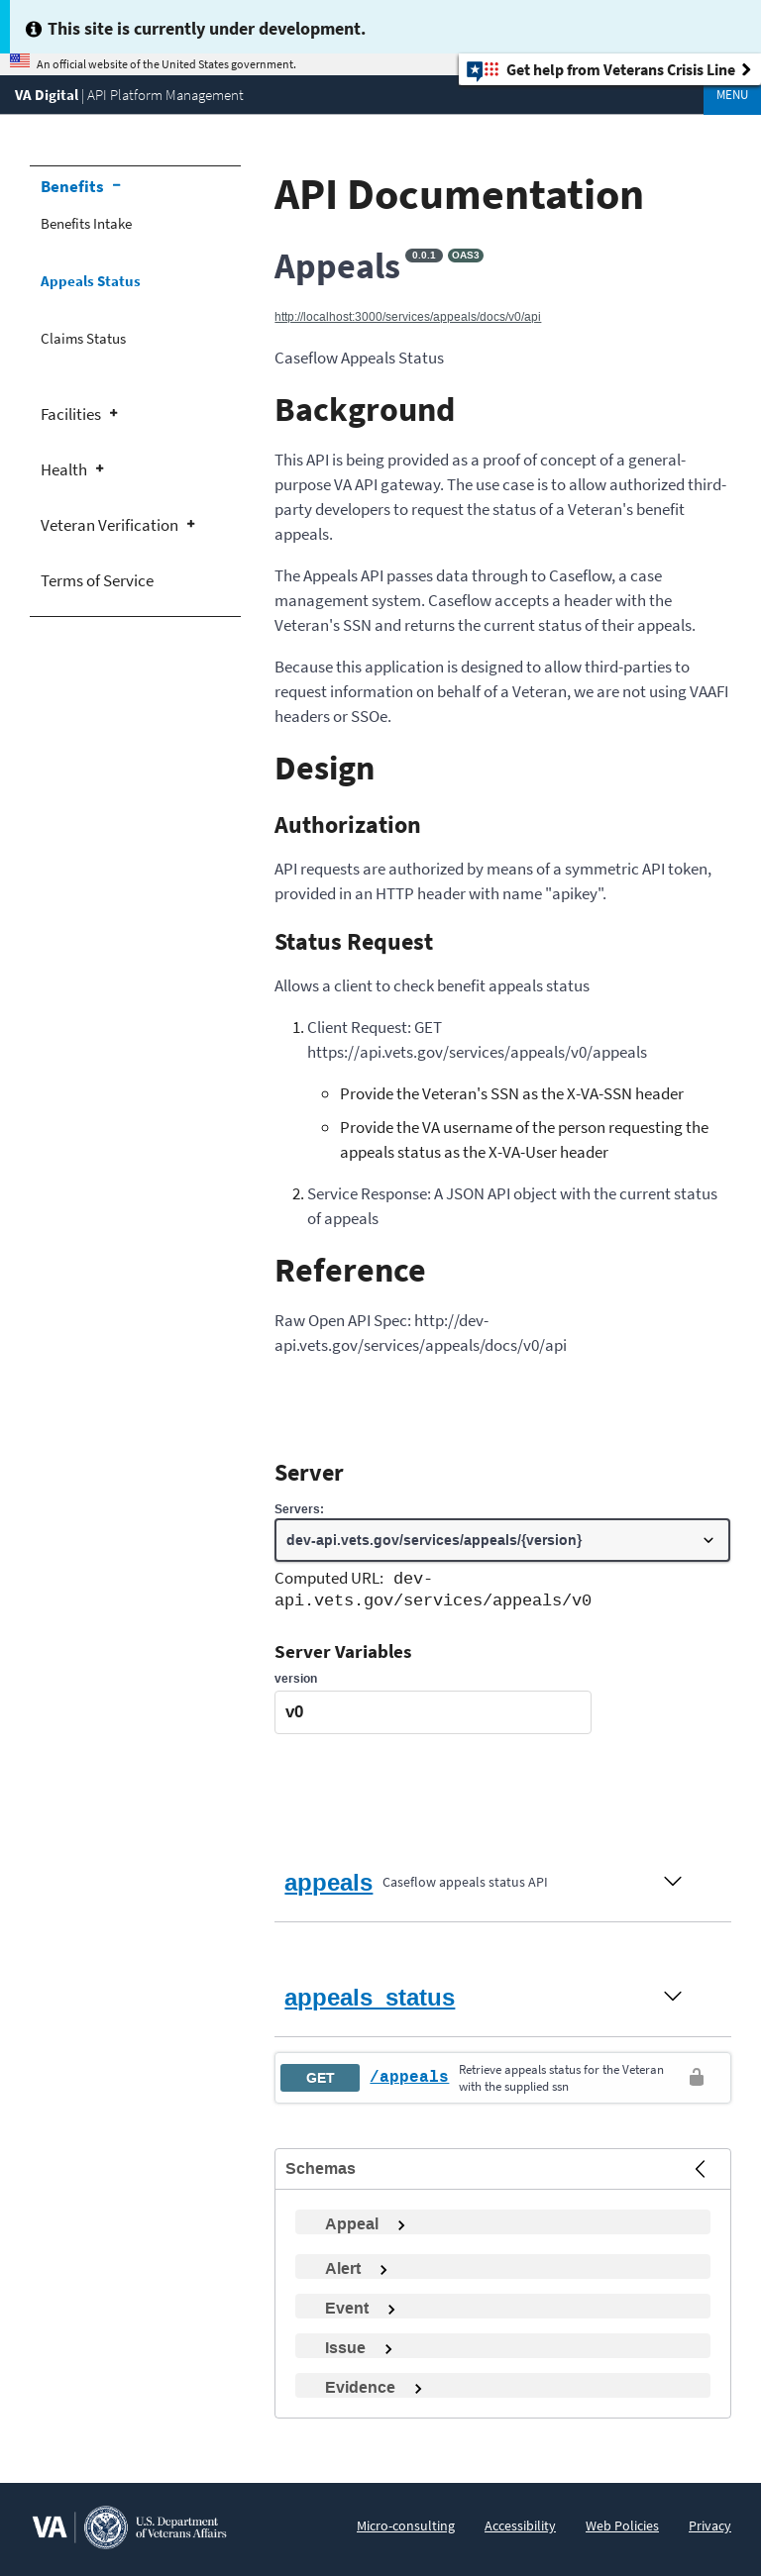 This site is currently under development.
An official website of the United States government.
Get help from Veterans Crisis Line
VA Digital | API Platform Management
MENU
Benefits −
Benefits Intake
Appeals Status
Claims Status
Facilities +
Health +
Veteran Verification +
Terms of Service
API Documentation
Appeals 0.0.1 OAS3
http://localhost:3000/services/appeals/docs/v0/api
Caseflow Appeals Status
Background
This API is being provided as a proof of concept of a general-
purpose VA API gateway. The use case is to allow authorized third-
party developers to request the status of a Veteran's benefit
appeals.
The Appeals API passes data through to Caseflow, a case
management system. Caseflow accepts a header with the
Veteran's SSN and returns the current status of their appeals.
Because this application is designed to allow third-parties to
request information on behalf of a Veteran, we are not using VAAFI
headers or SSOe.
Design
Authorization
API requests are authorized by means of a symmetric API token,
provided in an HTTP header with name "apikey".
Status Request
Allows a client to check benefit appeals status
1. Client Request: GET
https://api.vets.gov/services/appeals/v0/appeals
○ Provide the Veteran's SSN as the X-VA-SSN header
○ Provide the VA username of the person requesting the
appeals status as the X-VA-User header
2. Service Response: A JSON API object with the current status
of appeals
Reference
Raw Open API Spec: http://dev-
api.vets.gov/services/appeals/docs/v0/api
Server
Servers:
dev-api.vets.gov/services/appeals/{version}
Computed URL: dev-
api.vets.gov/services/appeals/v0
Server Variables
version
v0
appeals Caseflow appeals status API
appeals_status
GET /appeals Retrieve appeals status for the Veteran
with the supplied ssn
Schemas
Appeal
Alert
Event
Issue
Evidence
VA U.S. Department
of Veterans Affairs
Micro-consulting Accessibility Web Policies Privacy